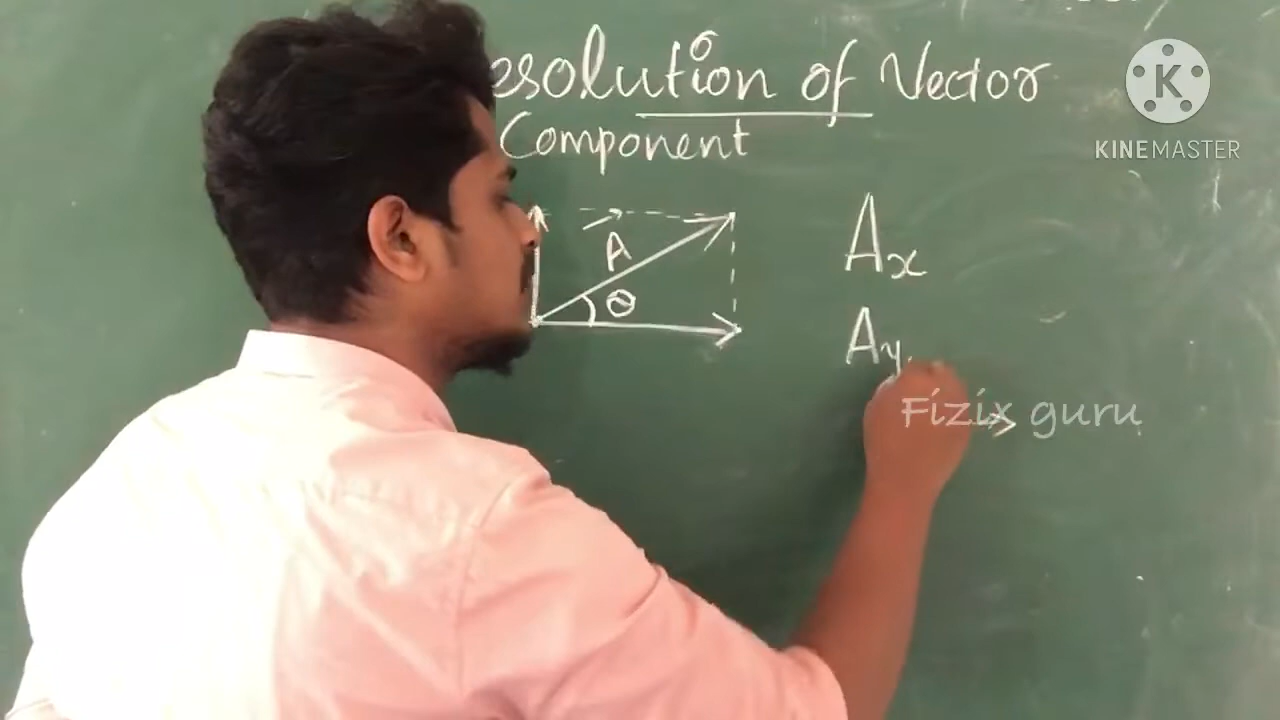 esolution of Vector
Component
K
KINEMASTER
A
θ
Ax
Ay
Fizix guru